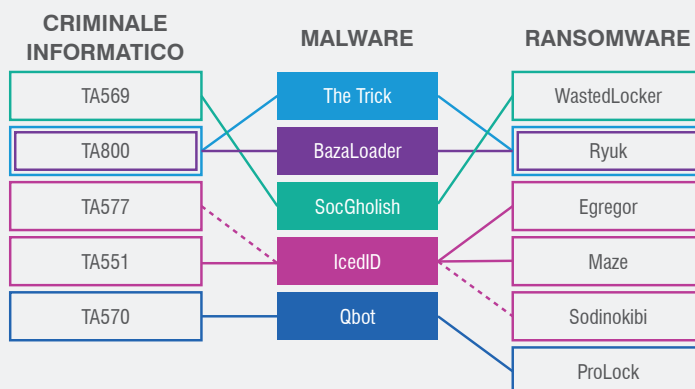 CRIMINALE
INFORMATICO
MALWARE
RANSOMWARE
TA569
The Trick
WastedLocker
TA800
BazaLoader
Ryuk
TA577
SocGholish
Egregor
TA551
IcedID
Maze
TA570
Qbot
Sodinokibi
ProLock